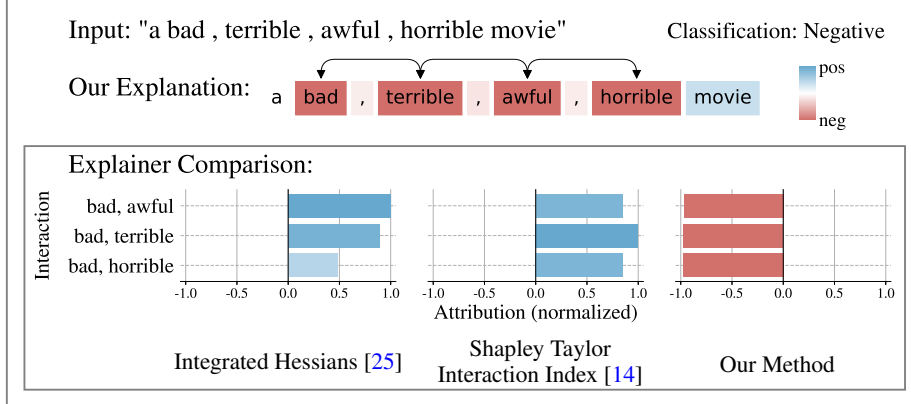 Input: "a bad , terrible , awful , horrible movie"
Classification: Negative
Our Explanation:
a bad , terrible , awful , horrible movie
pos
neg
Explainer Comparison:
Interaction
bad, awful
bad, terrible
bad, horrible
-1.0 -0.5 0.0 0.5 1.0
-1.0 -0.5 0.0 0.5 1.0
-1.0 -0.5 0.0 0.5 1.0
Attribution (normalized)
Integrated Hessians [25]
Shapley Taylor
Interaction Index [14]
Our Method